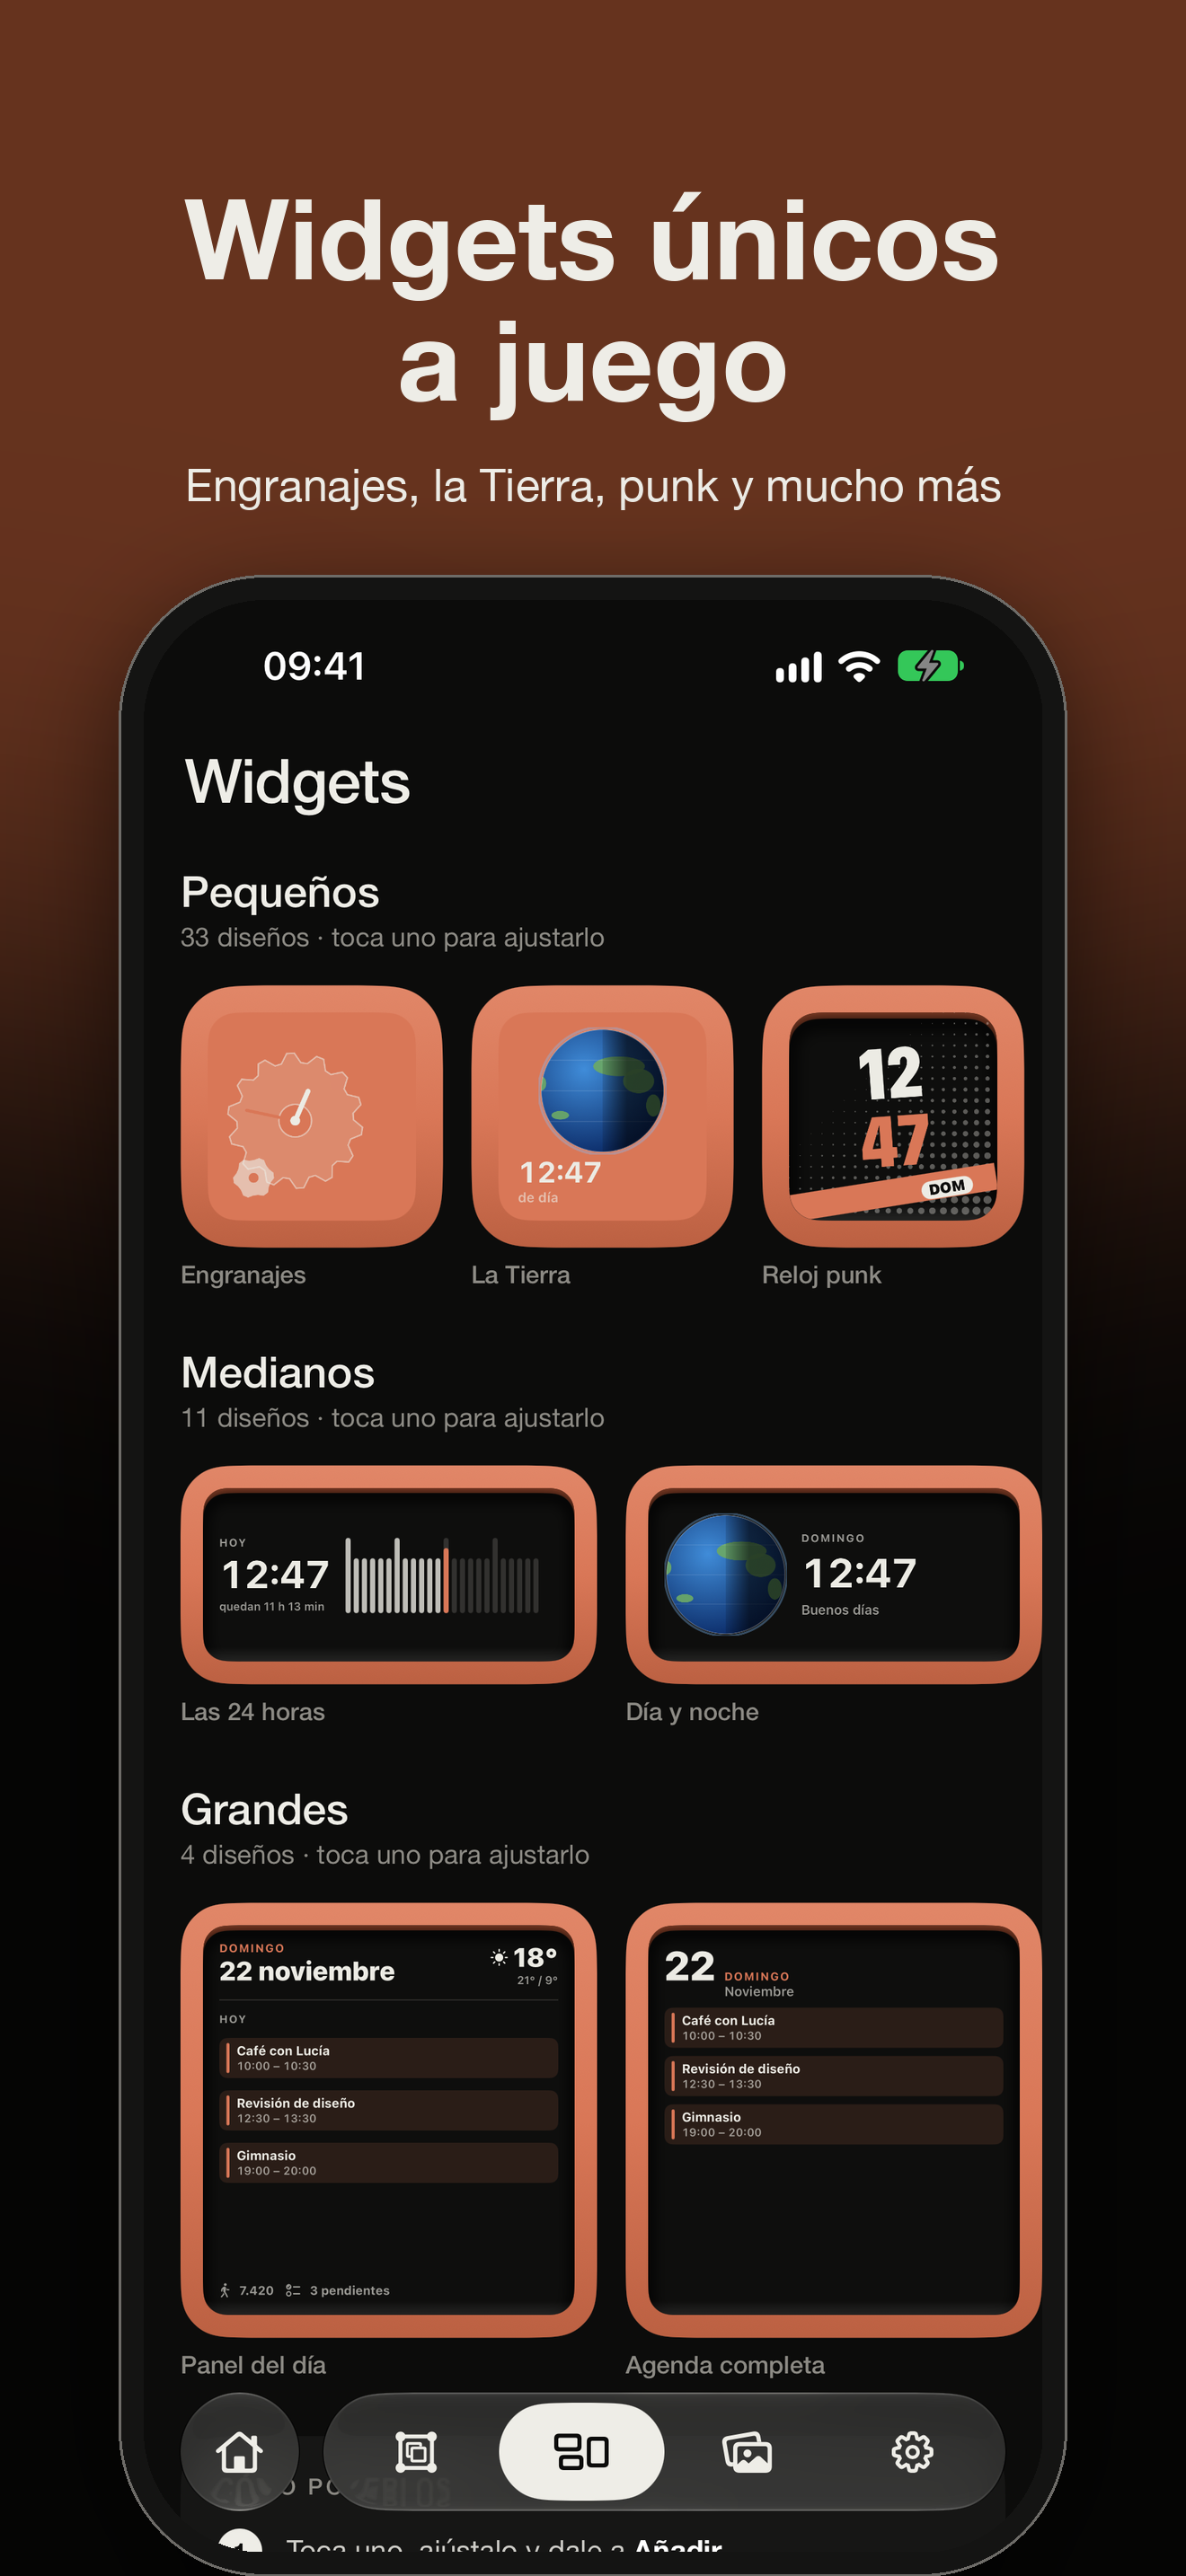 Widgets únicos
a juego
Engranajes, la Tierra, punk y mucho más
09:41
Widgets
Pequeños
33 diseños · toca uno para ajustarlo
12:47
de día
12
47
DOM
Engranajes
La Tierra
Reloj punk
Medianos
11 diseños · toca uno para ajustarlo
HOY
12:47
quedan 11 h 13 min
DOMINGO
12:47
Buenos días
Las 24 horas
Día y noche
Grandes
4 diseños · toca uno para ajustarlo
DOMINGO
22 noviembre
18°
21° / 9°
HOY
Café con Lucía
10:00 – 10:30
Revisión de diseño
12:30 – 13:30
Gimnasio
19:00 – 20:00
7.420
3 pendientes
22
DOMINGO
Noviembre
Café con Lucía
10:00 – 10:30
Revisión de diseño
12:30 – 13:30
Gimnasio
19:00 – 20:00
Panel del día
Agenda completa
Toca uno, ajústalo y dale a Añadir